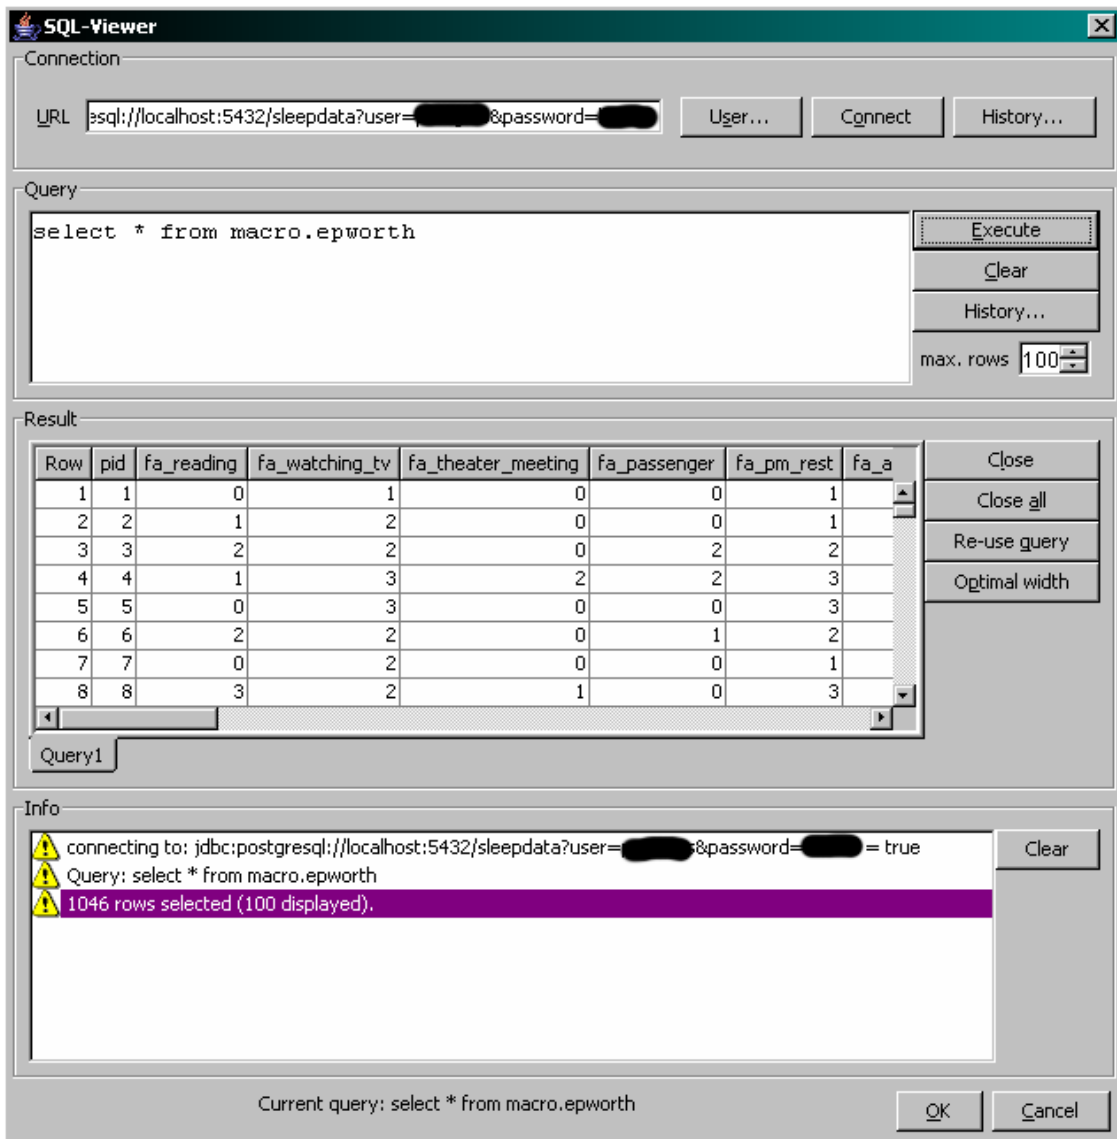 SQL-Viewer
Connection
URL esql://localhost:5432/sleepdata?user= &password= User... Connect History...
Query
select * from macro.epworth
Execute
Clear
History...
max. rows 100
Result
Row pid fa_reading fa_watching_tv fa_theater_meeting fa_passenger fa_pm_rest fa_a
1 1 0 1 0 0 1
2 2 1 2 0 0 1
3 3 2 2 0 2 2
4 4 1 3 2 2 3
5 5 0 3 0 0 3
6 6 2 2 0 1 2
7 7 0 2 0 0 1
8 8 3 2 1 0 3
Close
Close all
Re-use query
Optimal width
Query1
Info
connecting to: jdbc:postgresql://localhost:5432/sleepdata?user= &password= = true
Query: select * from macro.epworth
1046 rows selected (100 displayed).
Clear
Current query: select * from macro.epworth
OK Cancel